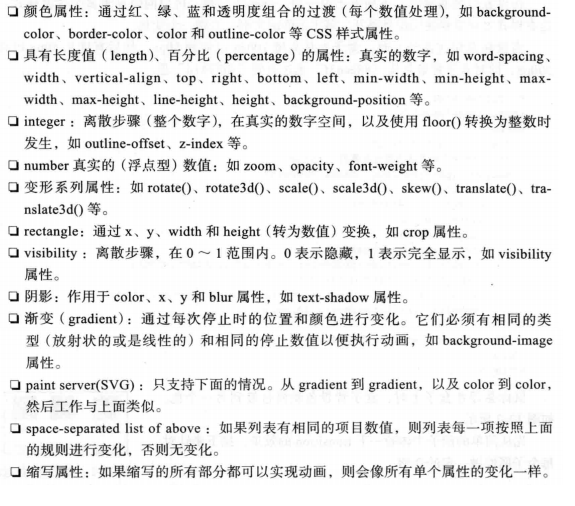 ❑ 颜色属性：通过红、绿、蓝和透明度组合的过渡（每个数值处理），如 background-
color、border-color、color 和 outline-color 等 CSS 样式属性。
❑ 具有长度值（length）、百分比（percentage）的属性：真实的数字，如 word-spacing、
width、vertical-align、top、right、bottom、left、min-width、min-height、max-
width、max-height、line-height、height、background-position 等。
❑ integer：离散步骤（整个数字），在真实的数字空间，以及使用 floor() 转换为整数时
发生，如 outline-offset、z-index 等。
❑ number 真实的（浮点型）数值：如 zoom、opacity、font-weight 等。
❑ 变形系列属性：如 rotate()、rotate3d()、scale()、scale3d()、skew()、translate()、tra-
nslate3d() 等。
❑ rectangle：通过 x、y、width 和 height（转为数值）变换，如 crop 属性。
❑ visibility：离散步骤，在 0 ～ 1 范围内。0 表示隐藏，1 表示完全显示，如 visibility
属性。
❑ 阴影：作用于 color、x、y 和 blur 属性，如 text-shadow 属性。
❑ 渐变（gradient）：通过每次停止时的位置和颜色进行变化。它们必须有相同的类
型（放射状的或是线性的）和相同的停止数值以便执行动画，如 background-image
属性。
❑ paint server(SVG)：只支持下面的情况。从 gradient 到 gradient，以及 color 到 color，
然后工作与上面类似。
❑ space-separated list of above：如果列表有相同的项目数值，则列表每一项按照上面
的规则进行变化，否则无变化。
❑ 缩写属性：如果缩写的所有部分都可以实现动画，则会像所有单个属性的变化一样。